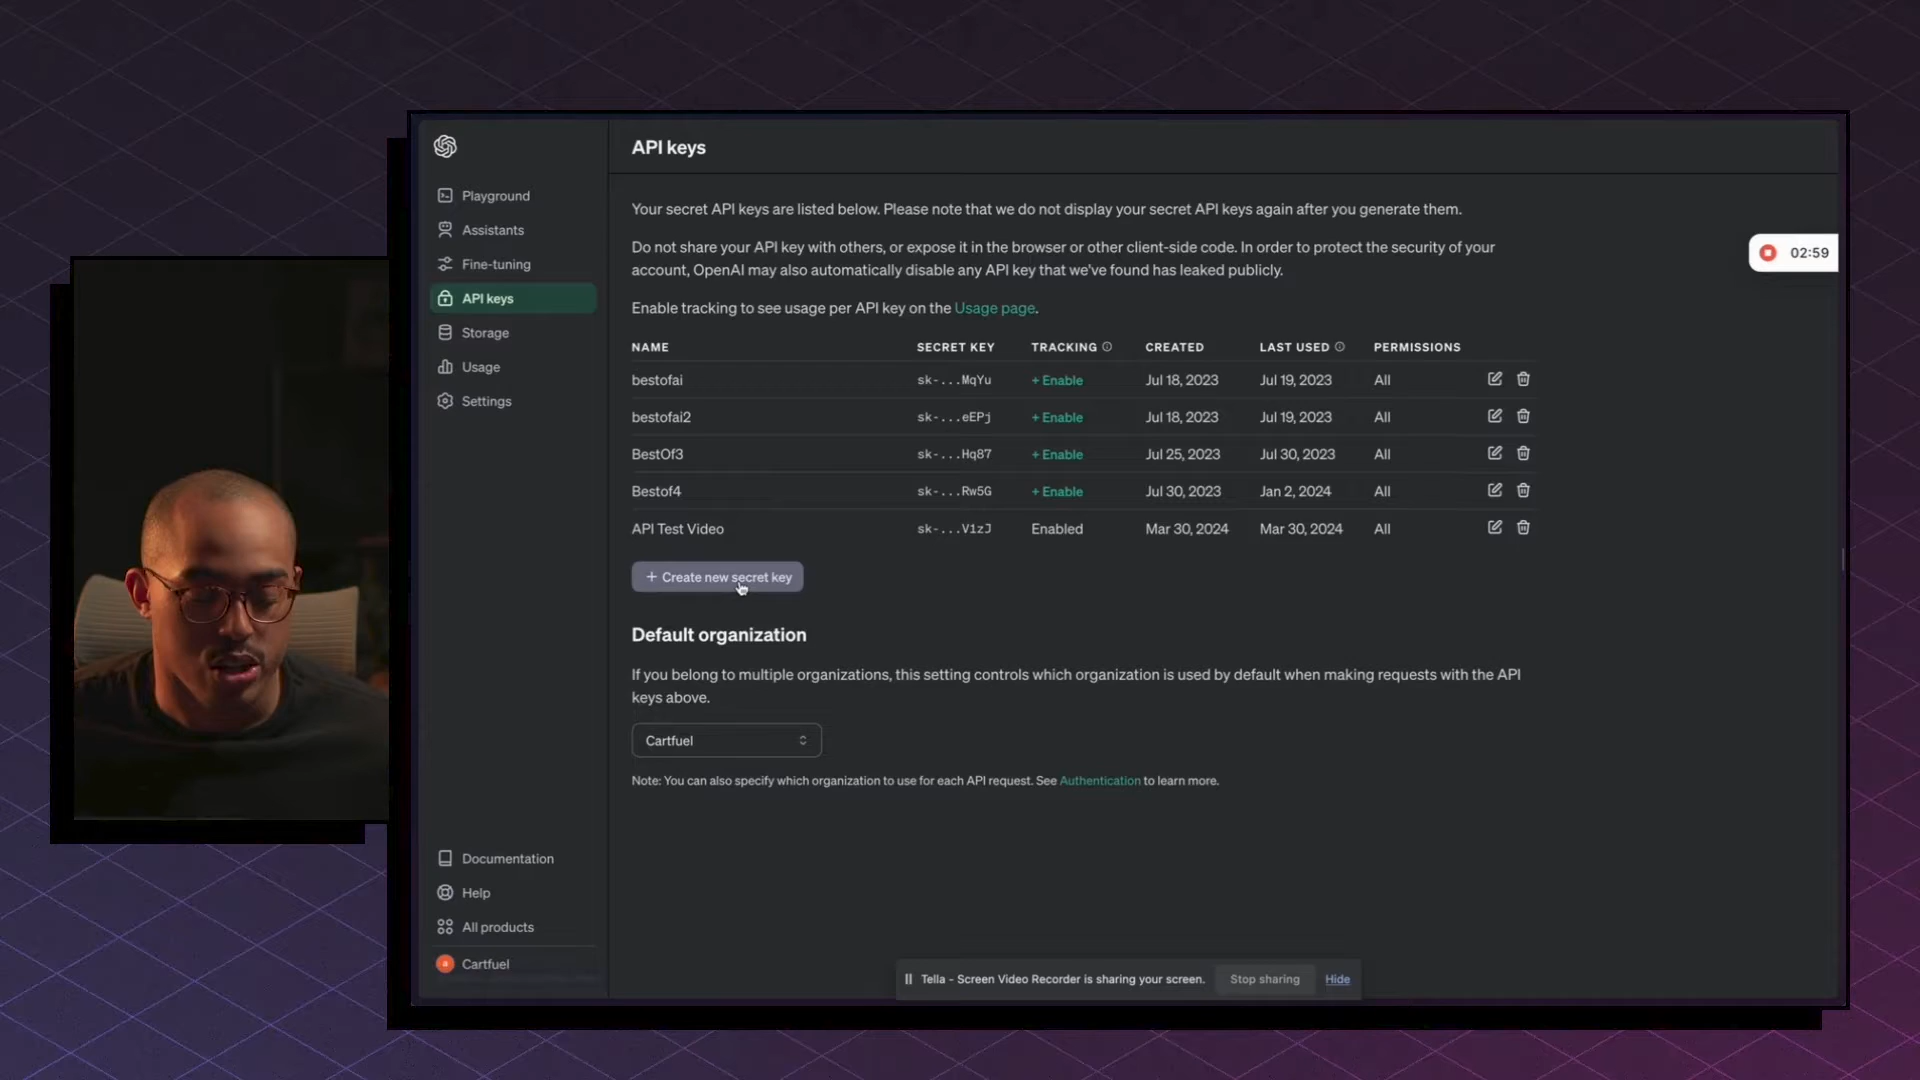 API keys
Playground
Assistants
Fine-tuning
API keys
Storage
Usage
Settings
Your secret API keys are listed below. Please note that we do not display your secret API keys again after you generate them.
Do not share your API key with others, or expose it in the browser or other client-side code. In order to protect the security of your
account, OpenAI may also automatically disable any API key that we've found has leaked publicly.
Enable tracking to see usage per API key on the Usage page.
02:59
NAME SECRET KEY TRACKING CREATED LAST USED PERMISSIONS
bestofai sk-...MqYu + Enable Jul 18, 2023 Jul 19, 2023 All
bestofai2 sk-...eEPj + Enable Jul 18, 2023 Jul 19, 2023 All
BestOf3 sk-...Hq87 + Enable Jul 25, 2023 Jul 30, 2023 All
Bestof4 sk-...Rw5G + Enable Jul 30, 2023 Jan 2, 2024 All
API Test Video sk-...V1zJ Enabled Mar 30, 2024 Mar 30, 2024 All
+ Create new secret key
Default organization
If you belong to multiple organizations, this setting controls which organization is used by default when making requests with the API
keys above.
Cartfuel
Note: You can also specify which organization to use for each API request. See Authentication to learn more.
Documentation
Help
All products
a Cartfuel
Tella - Screen Video Recorder is sharing your screen. Stop sharing Hide